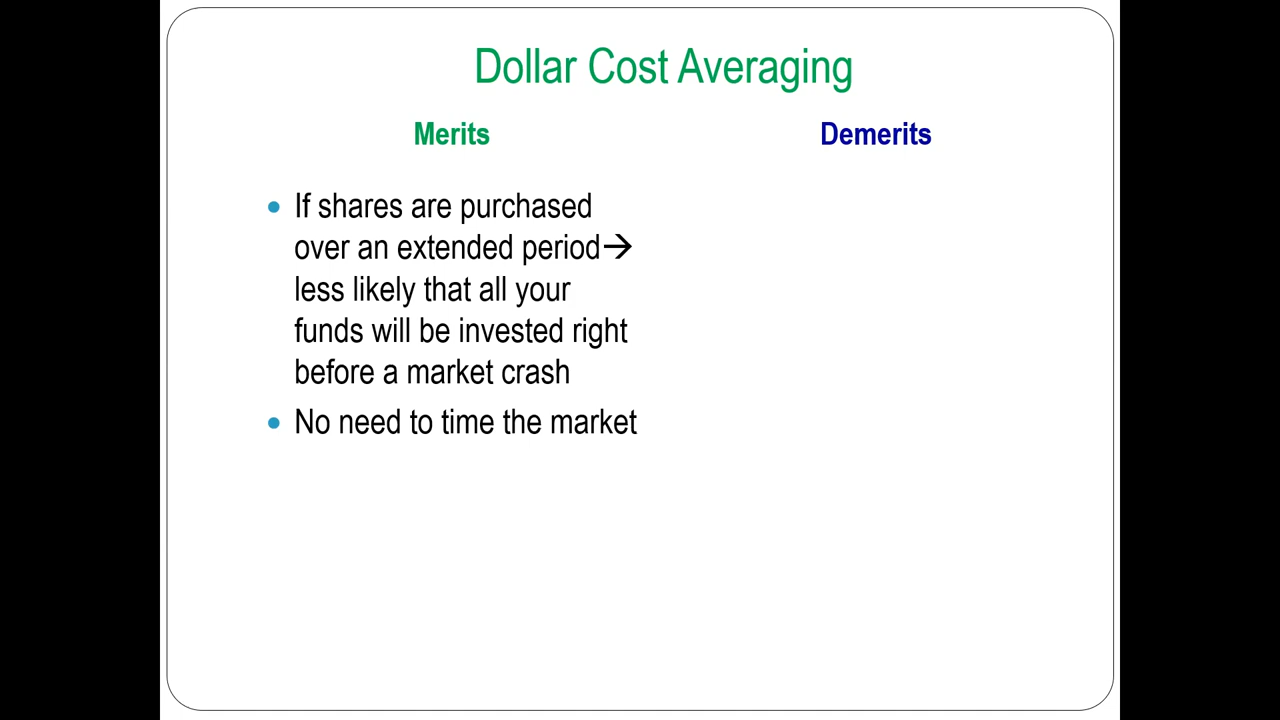 Dollar Cost Averaging
Merits
Demerits
• If shares are purchased
over an extended period→
less likely that all your
funds will be invested right
before a market crash
• No need to time the market